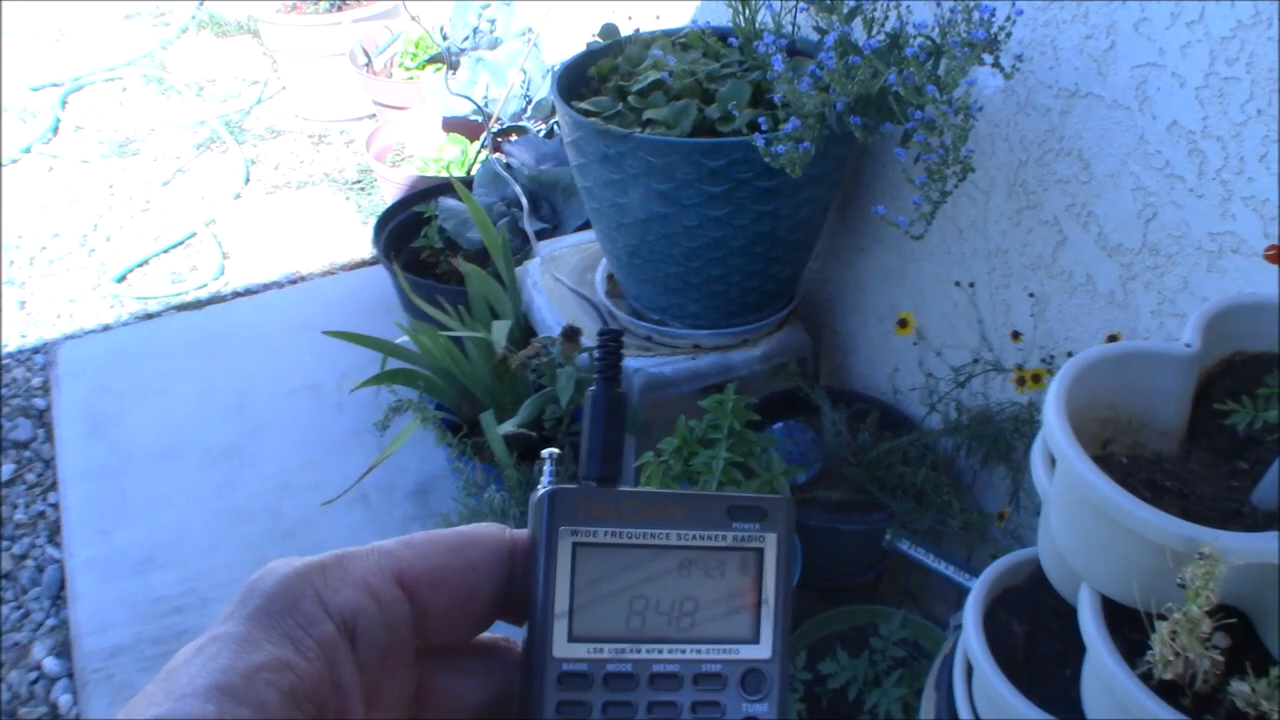 POWER
WIDE FREQUENCE SCANNER RADIO
848
LSB USB AM NFM WFM FM-STEREO
BAND MODE MEMO STEP
TUNE